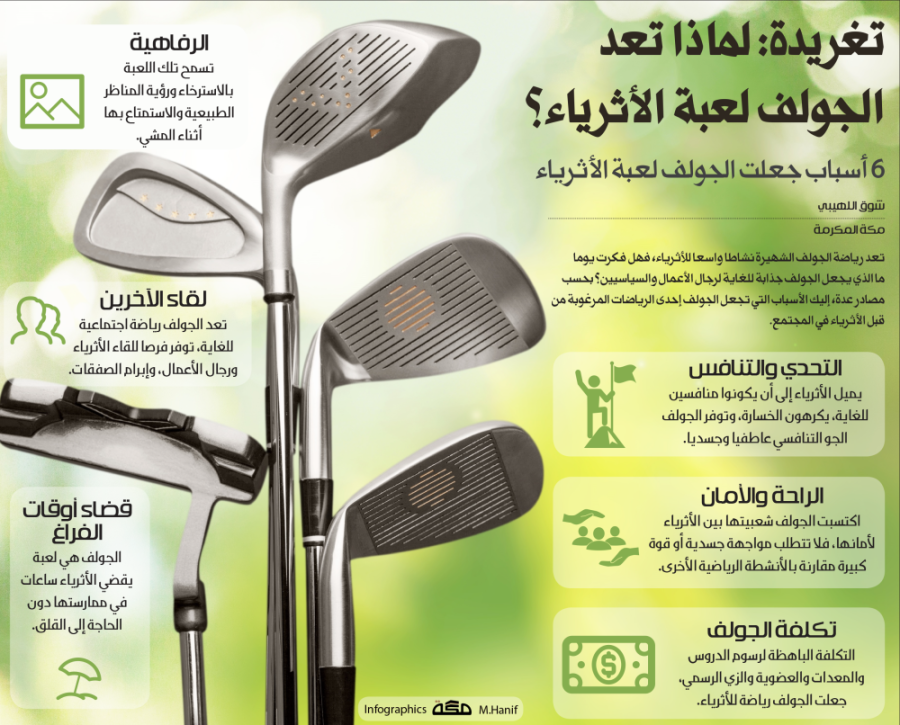 تغريدة: لماذا تعد
الجولف لعبة الأثرياء؟
6 أسباب جعلت الجولف لعبة الأثرياء
شوق اللهيبي
مكة المكرمة
تعد رياضة الجولف الشهيرة نشاطا واسعا للأثرياء، فهل فكرت يوما
ما الذي يجعل الجولف جذابة للغاية لرجال الأعمال والسياسيين؟ بحسب
مصادر عدة، إليك الأسباب التي تجعل الجولف إحدى الرياضات المرغوبة من
قبل الأثرياء في المجتمع.
التحدي والتنافس
يميل الأثرياء إلى أن يكونوا منافسين
للغاية، يكرهون الخسارة، وتوفر الجولف
الجو التنافسي عاطفيا وجسديا.
الراحة والأمان
اكتسبت الجولف شعبيتها بين الأثرياء
لأمانها، فلا تتطلب مواجهة جسدية أو قوة
كبيرة مقارنة بالأنشطة الرياضية الأخرى.
تكلفة الجولف
التكلفة الباهظة لرسوم الدروس
والمعدات والعضوية والزي الرسمي،
جعلت الجولف رياضة للأثرياء.
الرفاهية
تسمح تلك اللعبة
بالاسترخاء ورؤية المناظر
الطبيعية والاستمتاع بها
أثناء المشي.
لقاء الآخرين
تعد الجولف رياضة اجتماعية
للغاية، توفر فرصا للقاء الأثرياء
ورجال الأعمال، وإبرام الصفقات.
قضاء أوقات
الفراغ
الجولف هي لعبة
يقضي الأثرياء ساعات
في ممارستها دون
الحاجة إلى القلق.
Infographics مكة M.Hanif